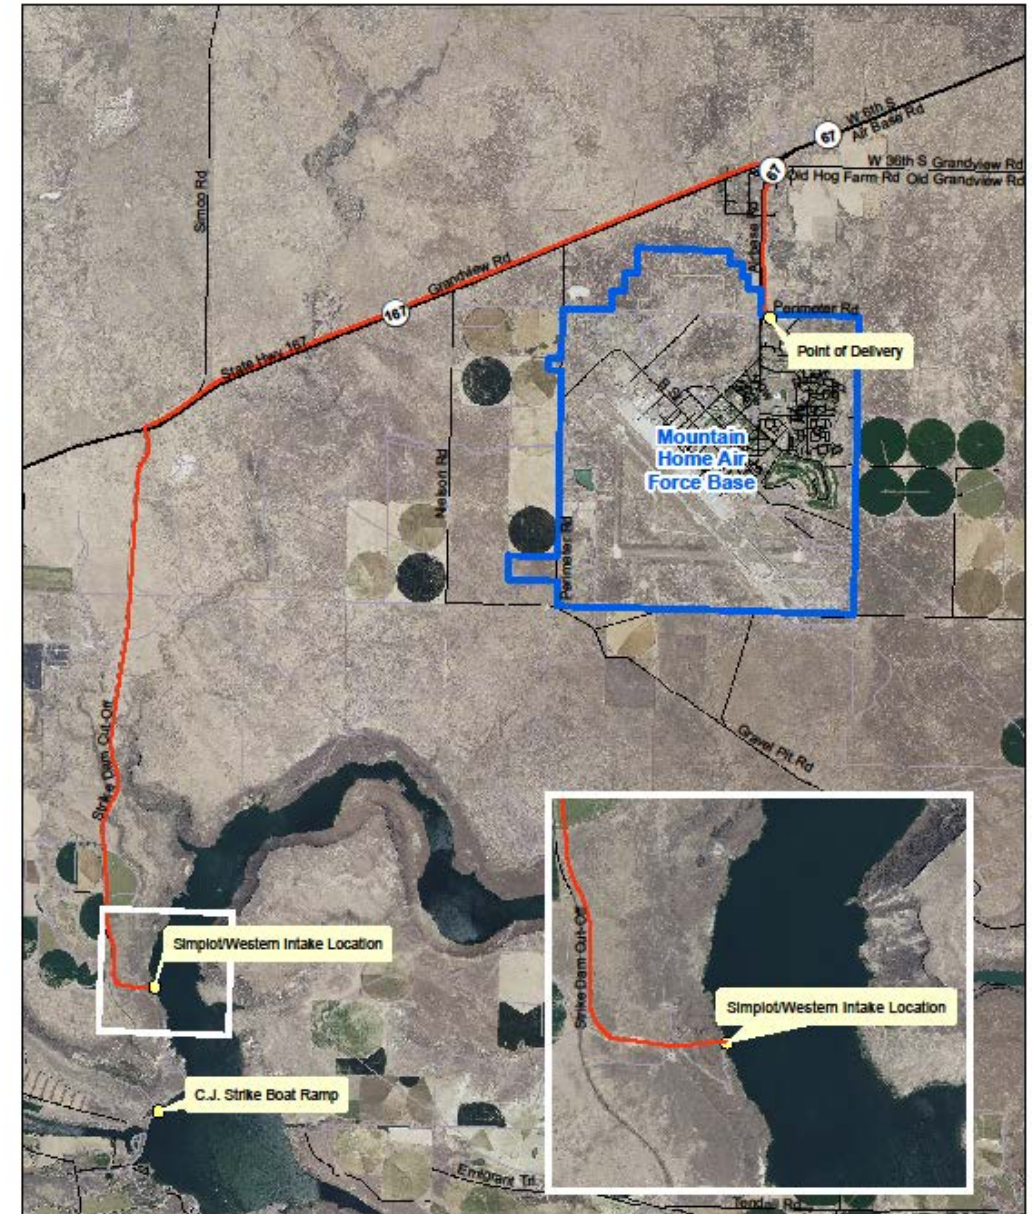 W 6th S
Air Base Rd
67
W 36th S Grandview Rd
67
Old Hog Farm Rd Old Grandview Rd
Simco Rd
Airbase Rd
Grandview Rd
167
State Hwy 167
Perimeter Rd
Point of Delivery
Mountain
Home Air
Force Base
Nelson Rd
Perimeter Rd
Strike Dam Cut-Off
Gravel Pit Rd
Simplot/Western Intake Location
Strike Dam Cut-Off
Simplot/Western Intake Location
C.J. Strike Boat Ramp
Emigrant Trl
Tendall Rd